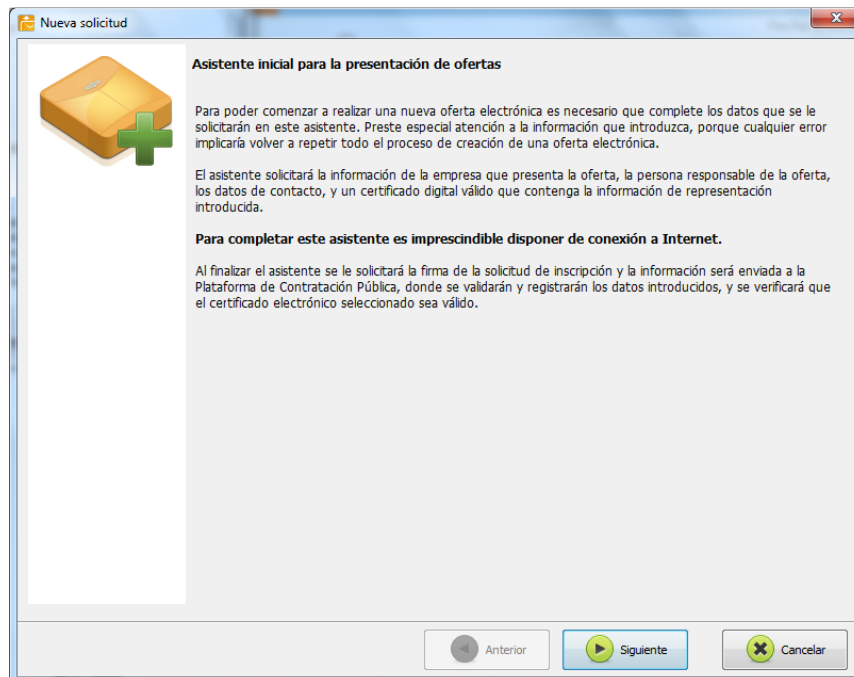 Nueva solicitud
Asistente inicial para la presentación de ofertas
Para poder comenzar a realizar una nueva oferta electrónica es necesario que complete los datos que se le
solicitarán en este asistente. Preste especial atención a la información que introduzca, porque cualquier error
implicaría volver a repetir todo el proceso de creación de una oferta electrónica.
El asistente solicitará la información de la empresa que presenta la oferta, la persona responsable de la oferta,
los datos de contacto, y un certificado digital válido que contenga la información de representación
introducida.
Para completar este asistente es imprescindible disponer de conexión a Internet.
Al finalizar el asistente se le solicitará la firma de la solicitud de inscripción y la información será enviada a la
Plataforma de Contratación Pública, donde se validarán y registrarán los datos introducidos, y se verificará que
el certificado electrónico seleccionado sea válido.
Anterior
Siguiente
Cancelar